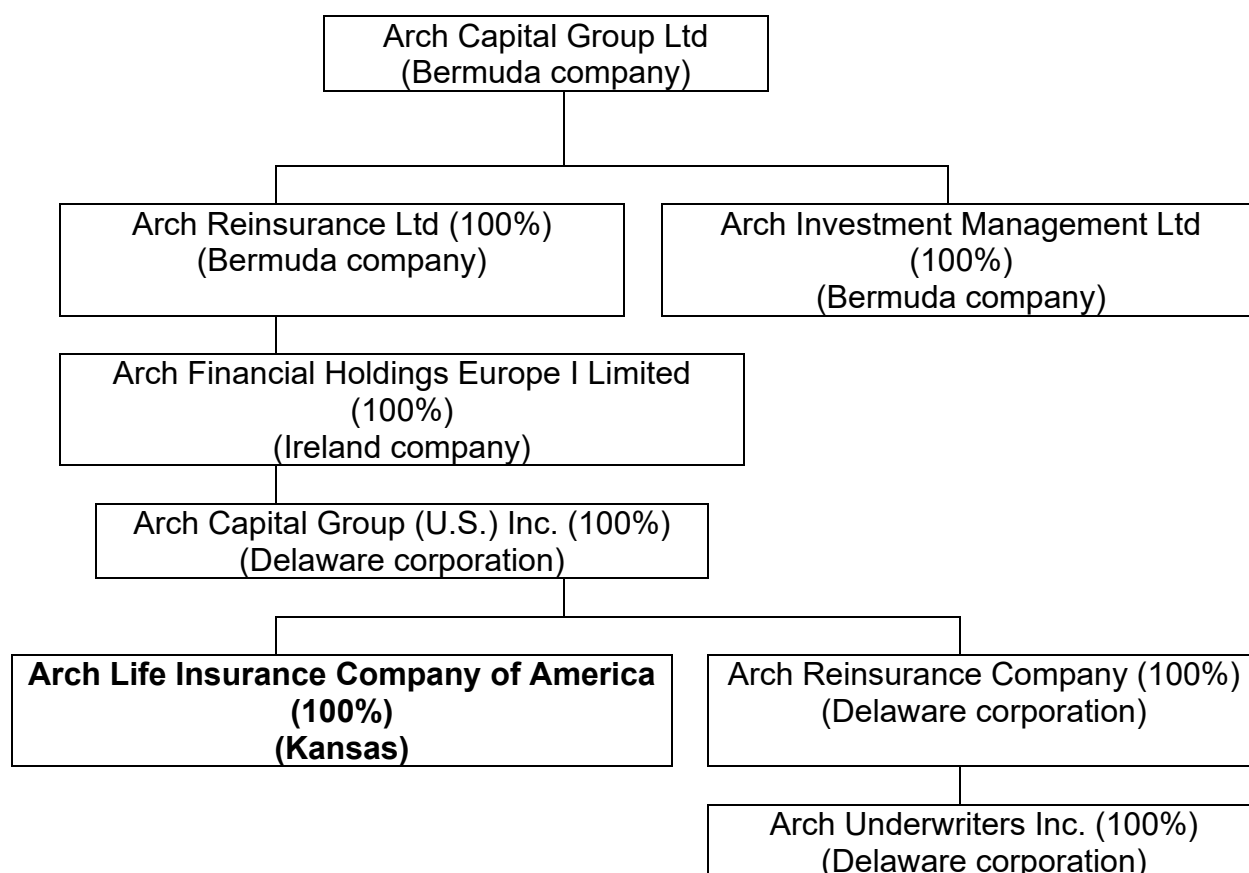 Arch Capital Group Ltd
(Bermuda company)
Arch Reinsurance Ltd (100%)
(Bermuda company)
Arch Investment Management Ltd
(100%)
(Bermuda company)
Arch Financial Holdings Europe I Limited
(100%)
(Ireland company)
Arch Capital Group (U.S.) Inc. (100%)
(Delaware corporation)
Arch Life Insurance Company of America
(100%)
(Kansas)
Arch Reinsurance Company (100%)
(Delaware corporation)
Arch Underwriters Inc. (100%)
(Delaware corporation)